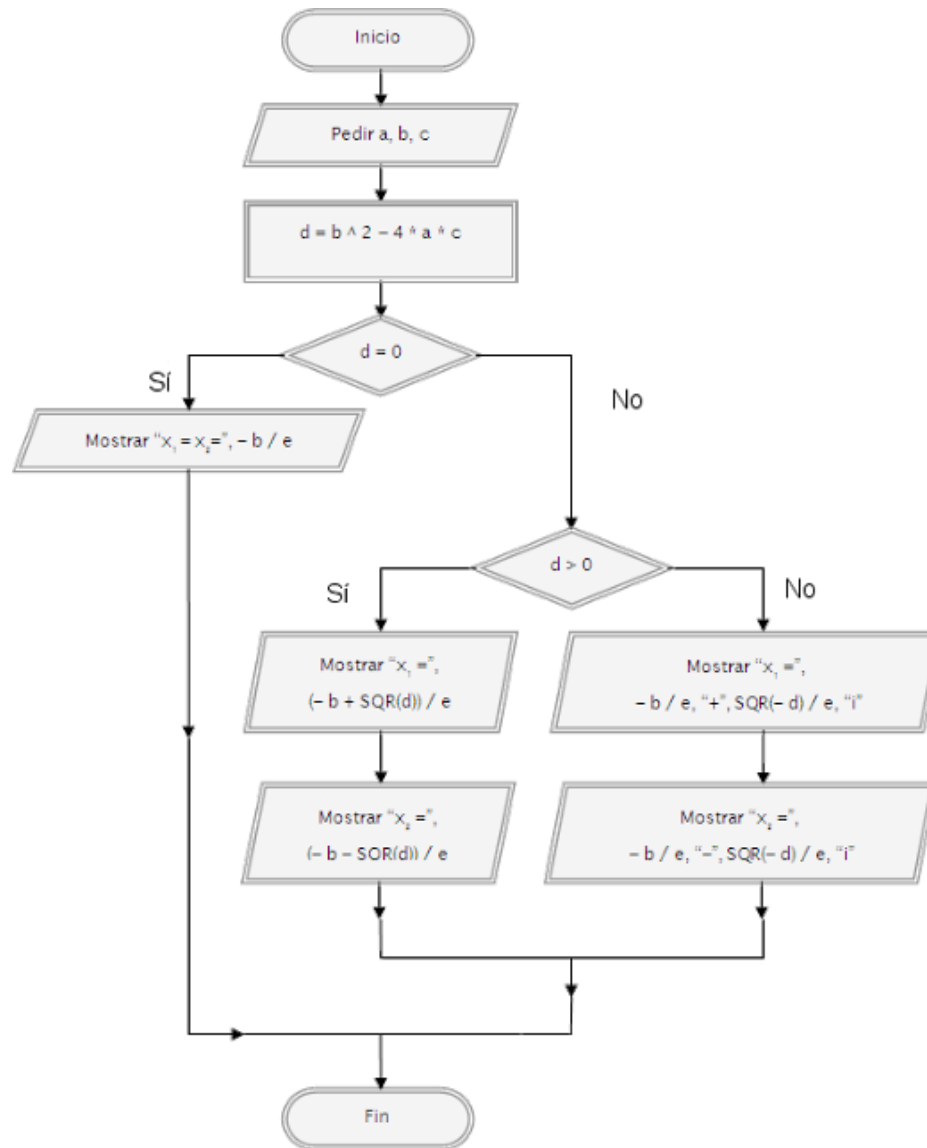 Inicio
Pedir a, b, c
d = b ^ 2 – 4 * a * c
d = 0
Sí
No
Mostrar “x₁ = x₂=”, – b / e
d > 0
Sí
No
Mostrar “x₁ =”,
(– b + SQR(d)) / e
Mostrar “x₁ =”,
– b / e, “+”, SQR(– d) / e, “i”
Mostrar “x₂ =”,
(– b – SQR(d)) / e
Mostrar “x₂ =”,
– b / e, “–”, SQR(– d) / e, “i”
Fin